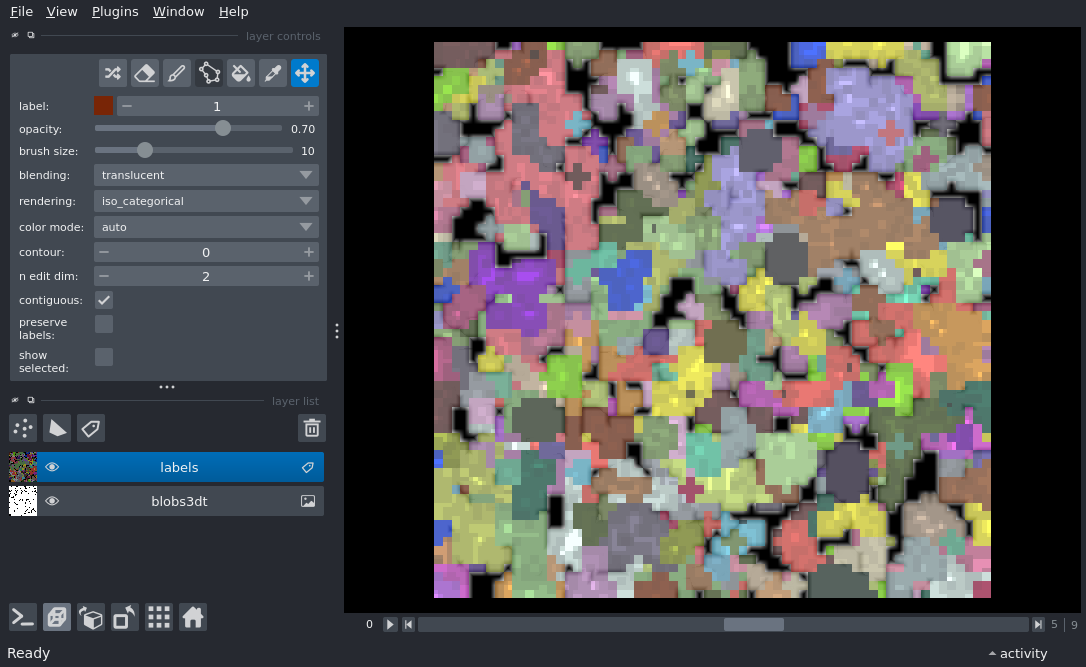 File View Plugins Window Help
layer controls
label: 1
opacity: 0.70
brush size: 10
blending: translucent
rendering: iso_categorical
color mode: auto
contour: 0
n edit dim: 2
contiguous:
preserve
labels:
show
selected:
layer list
labels
blobs3dt
0 5 | 9
Ready activity